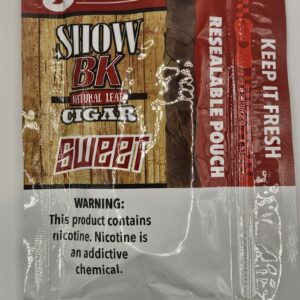 SHOW
BK
NATURAL LEAF
CIGAR
SWEET
WARNING:
This product contains
nicotine. Nicotine is
an addictive
chemical.
RESEALABLE POUCH
KEEP IT FRESH